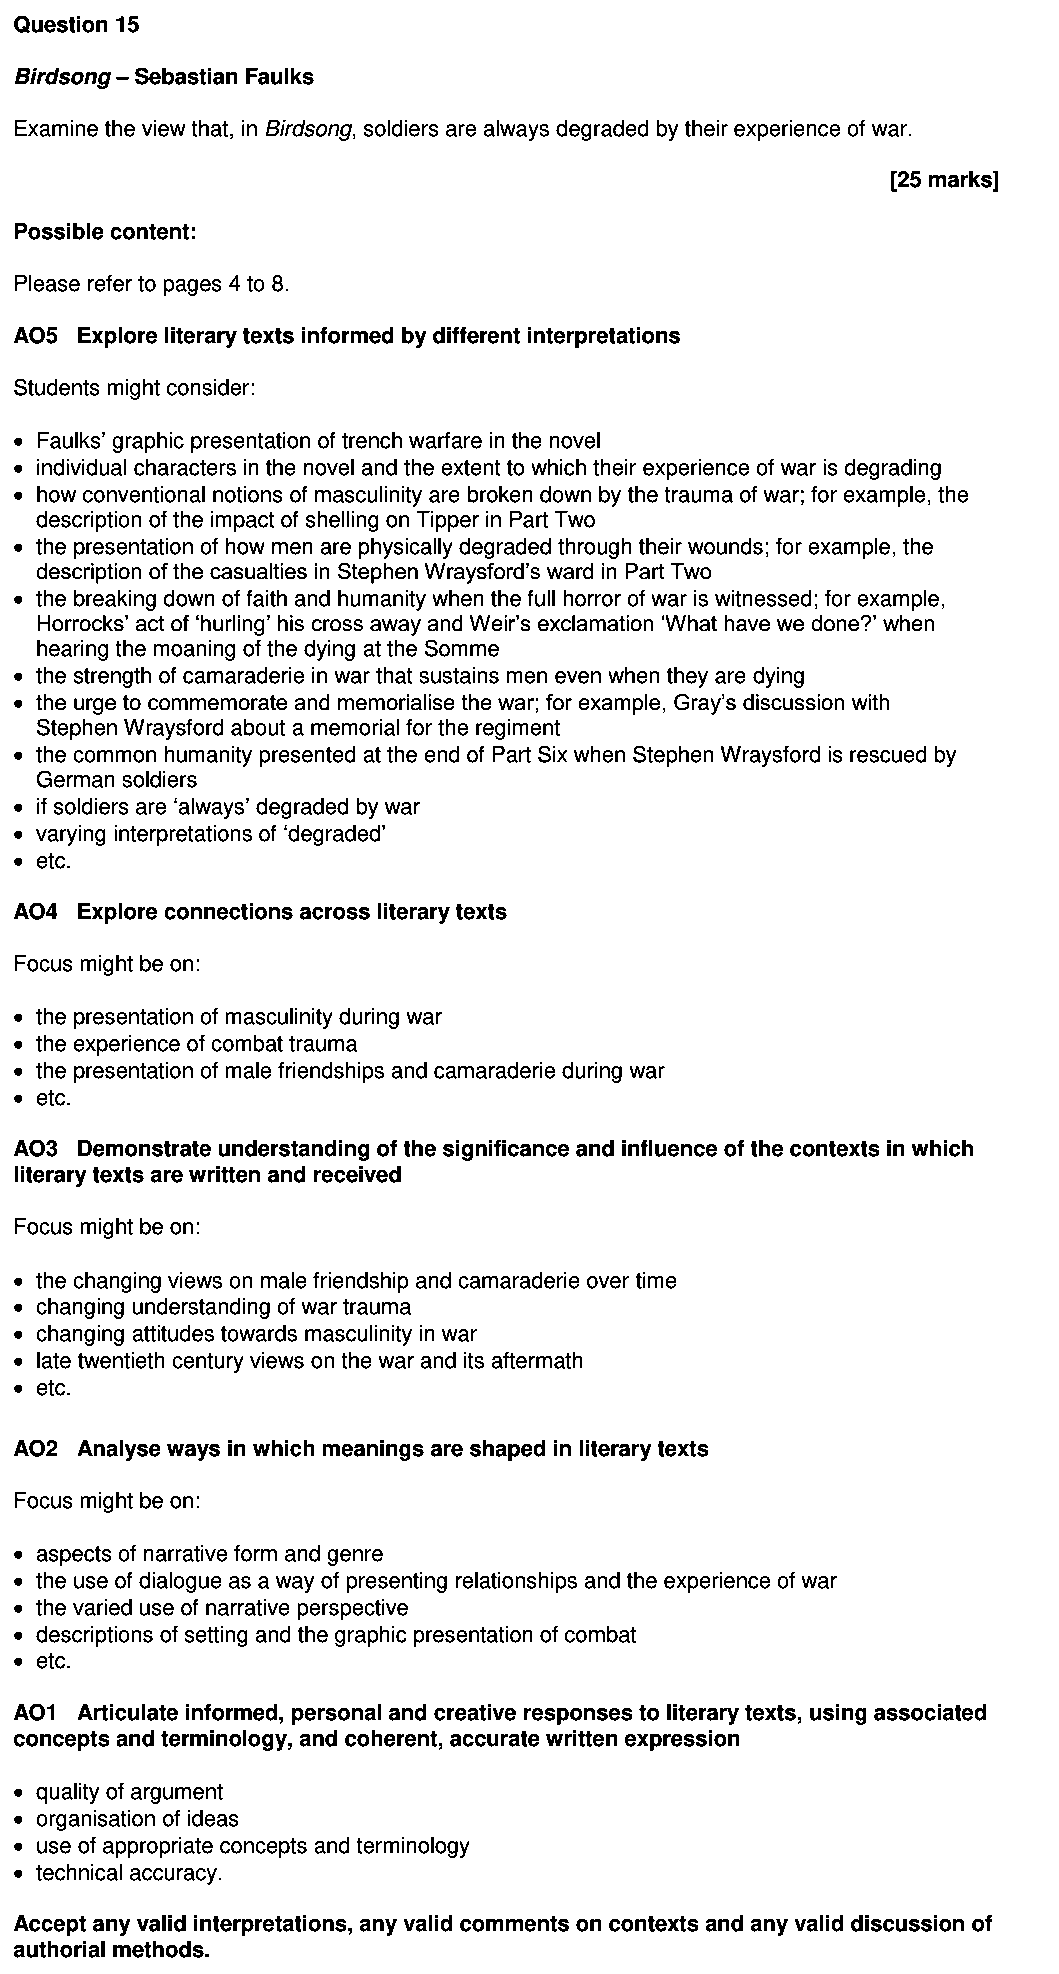 Question 15
Birdsong – Sebastian Faulks
Examine the view that, in Birdsong, soldiers are always degraded by their experience of war.
[25 marks]
Possible content:
Please refer to pages 4 to 8.
AO5 Explore literary texts informed by different interpretations
Students might consider:
• Faulks’ graphic presentation of trench warfare in the novel
• individual characters in the novel and the extent to which their experience of war is degrading
• how conventional notions of masculinity are broken down by the trauma of war; for example, the
description of the impact of shelling on Tipper in Part Two
• the presentation of how men are physically degraded through their wounds; for example, the
description of the casualties in Stephen Wraysford’s ward in Part Two
• the breaking down of faith and humanity when the full horror of war is witnessed; for example,
Horrocks’ act of ‘hurling’ his cross away and Weir’s exclamation ‘What have we done?’ when
hearing the moaning of the dying at the Somme
• the strength of camaraderie in war that sustains men even when they are dying
• the urge to commemorate and memorialise the war; for example, Gray’s discussion with
Stephen Wraysford about a memorial for the regiment
• the common humanity presented at the end of Part Six when Stephen Wraysford is rescued by
German soldiers
• if soldiers are ‘always’ degraded by war
• varying interpretations of ‘degraded’
• etc.
AO4 Explore connections across literary texts
Focus might be on:
• the presentation of masculinity during war
• the experience of combat trauma
• the presentation of male friendships and camaraderie during war
• etc.
AO3 Demonstrate understanding of the significance and influence of the contexts in which
literary texts are written and received
Focus might be on:
• the changing views on male friendship and camaraderie over time
• changing understanding of war trauma
• changing attitudes towards masculinity in war
• late twentieth century views on the war and its aftermath
• etc.
AO2 Analyse ways in which meanings are shaped in literary texts
Focus might be on:
• aspects of narrative form and genre
• the use of dialogue as a way of presenting relationships and the experience of war
• the varied use of narrative perspective
• descriptions of setting and the graphic presentation of combat
• etc.
AO1 Articulate informed, personal and creative responses to literary texts, using associated
concepts and terminology, and coherent, accurate written expression
• quality of argument
• organisation of ideas
• use of appropriate concepts and terminology
• technical accuracy.
Accept any valid interpretations, any valid comments on contexts and any valid discussion of
authorial methods.